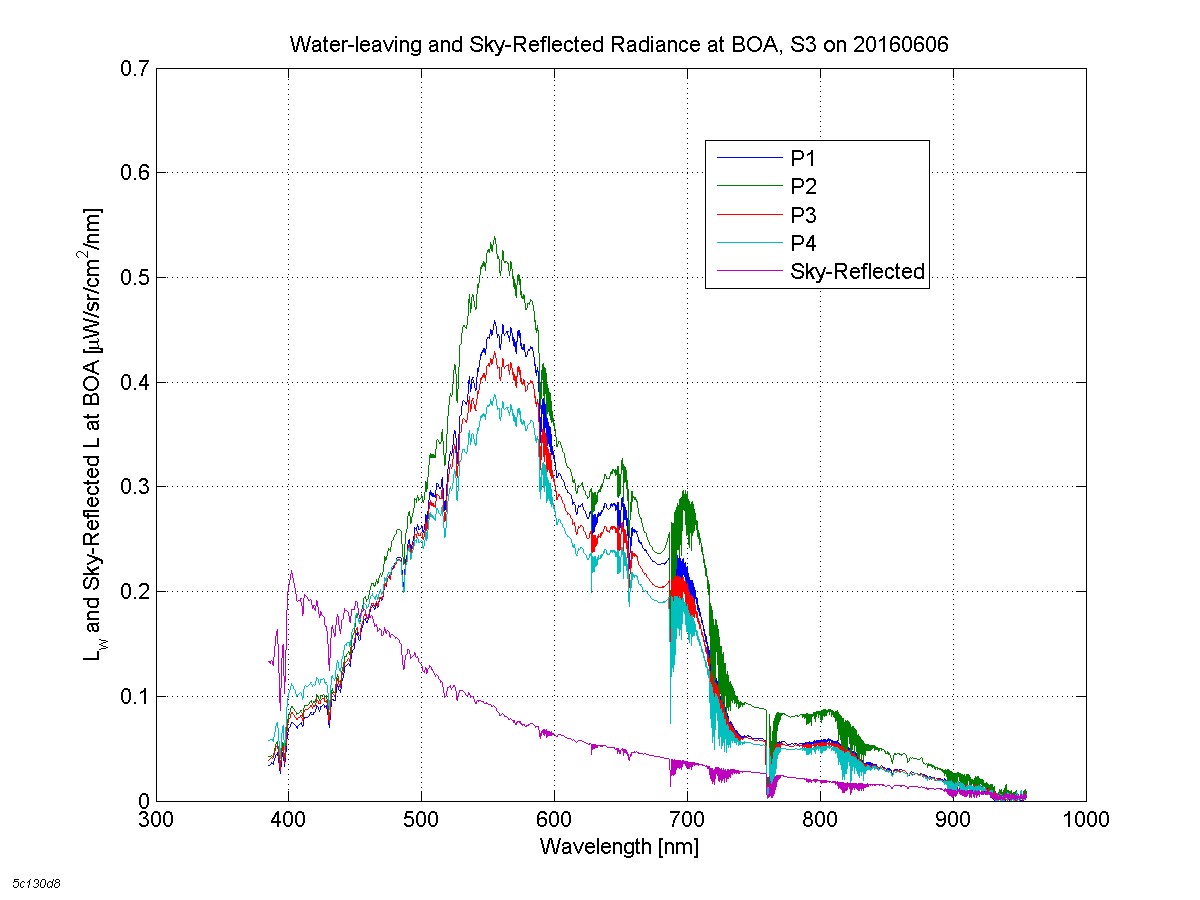 Water-leaving and Sky-Reflected Radiance at BOA, S3 on 20160606
0.7
0.6
0.5
0.4
0.3
0.2
0.1
0
L_w and Sky-Reflected L at BOA [µW/sr/cm²/nm]
P1
P2
P3
P4
Sky-Reflected
300 400 500 600 700 800 900 1000
Wavelength [nm]
5c130d8